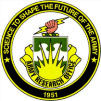 SCIENCE TO SHAPE THE FUTURE OF THE ARMY
ARMY RESEARCH OFFICE
1951